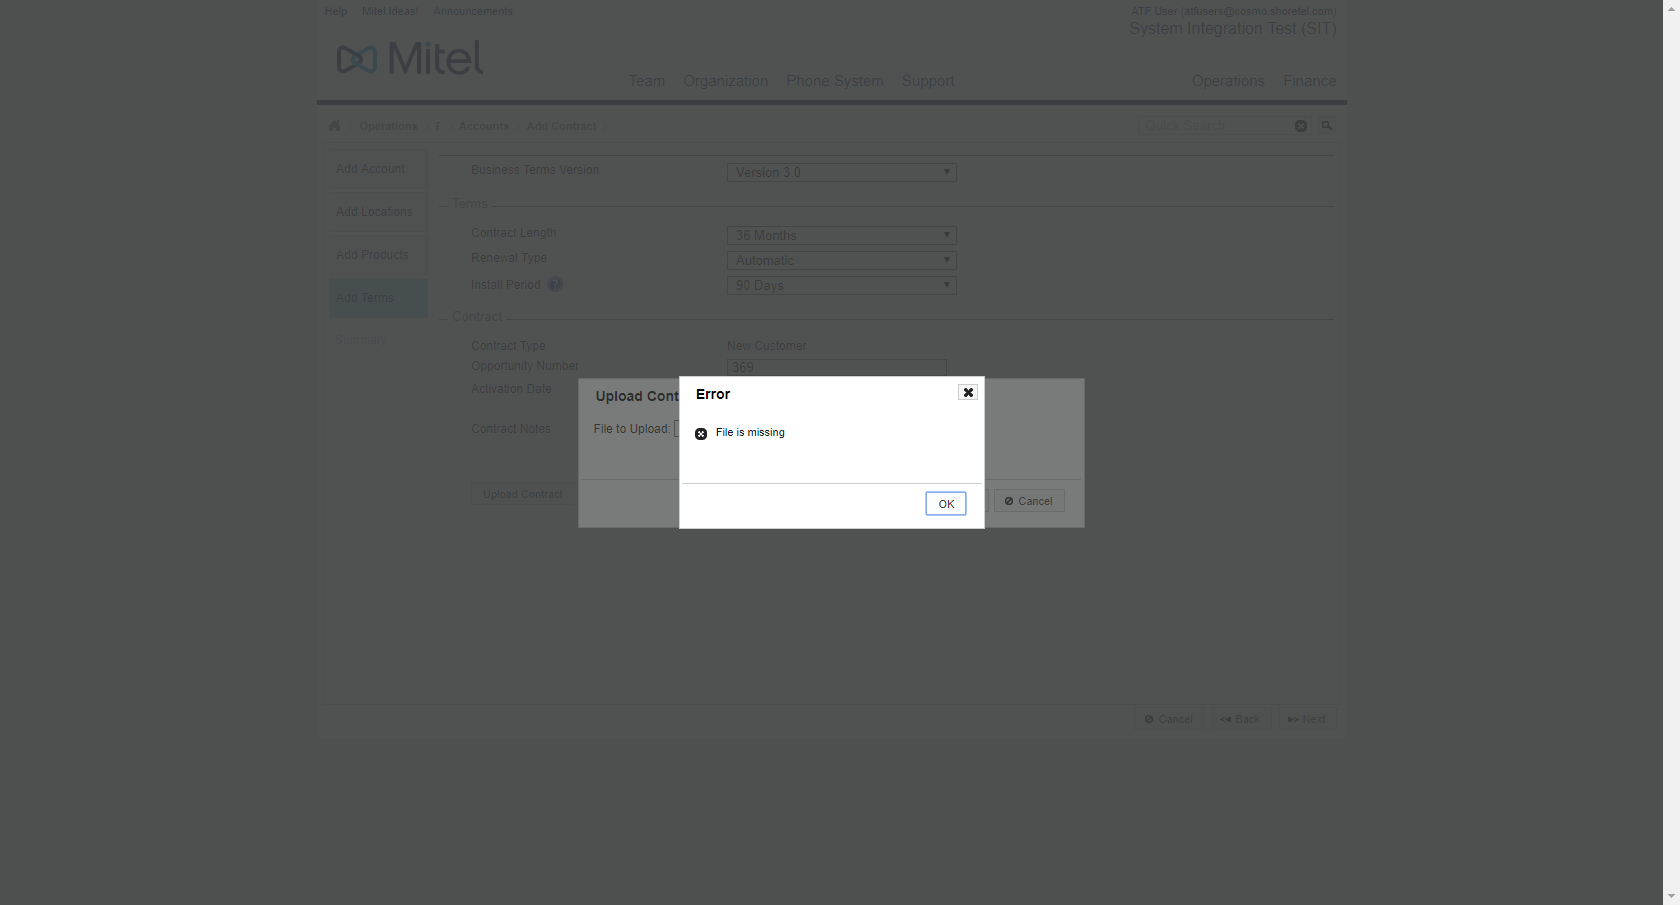 Help Mitel Ideas! Announcements
ATF User (atfusers@cosmo.shoretel.com)
System Integration Test (SIT)
Mitel
Team Organization Phone System Support Operations Finance
Operations F Accounts Add Contract
Quick Search
Add Account
Add Locations
Add Products
Add Terms
Summary
Business Terms Version Version 3.0
Terms
Contract Length 36 Months
Renewal Type Automatic
Install Period ? 90 Days
Contract
Contract Type New Customer
Opportunity Number 369
Activation Date
Contract Notes
Upload Contract
Upload Cont
File to Upload:
Cancel
Error
File is missing
OK
Cancel Back Next